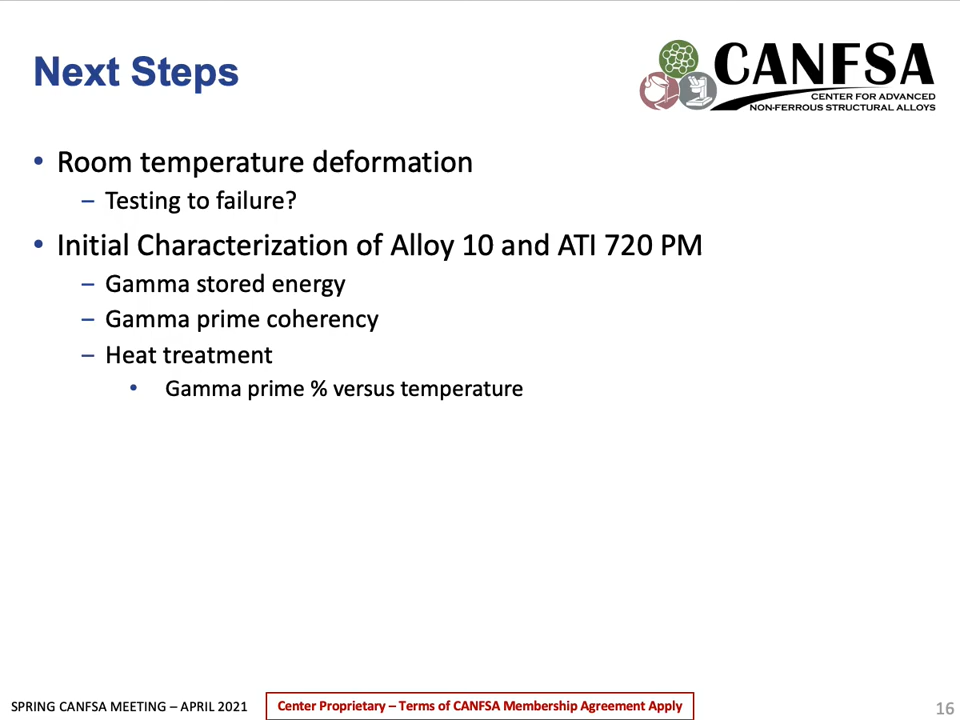 Next Steps
CANFSA
CENTER FOR ADVANCED
NON-FERROUS STRUCTURAL ALLOYS
• Room temperature deformation
– Testing to failure?
• Initial Characterization of Alloy 10 and ATI 720 PM
– Gamma stored energy
– Gamma prime coherency
– Heat treatment
• Gamma prime % versus temperature
SPRING CANFSA MEETING – APRIL 2021
Center Proprietary – Terms of CANFSA Membership Agreement Apply
16